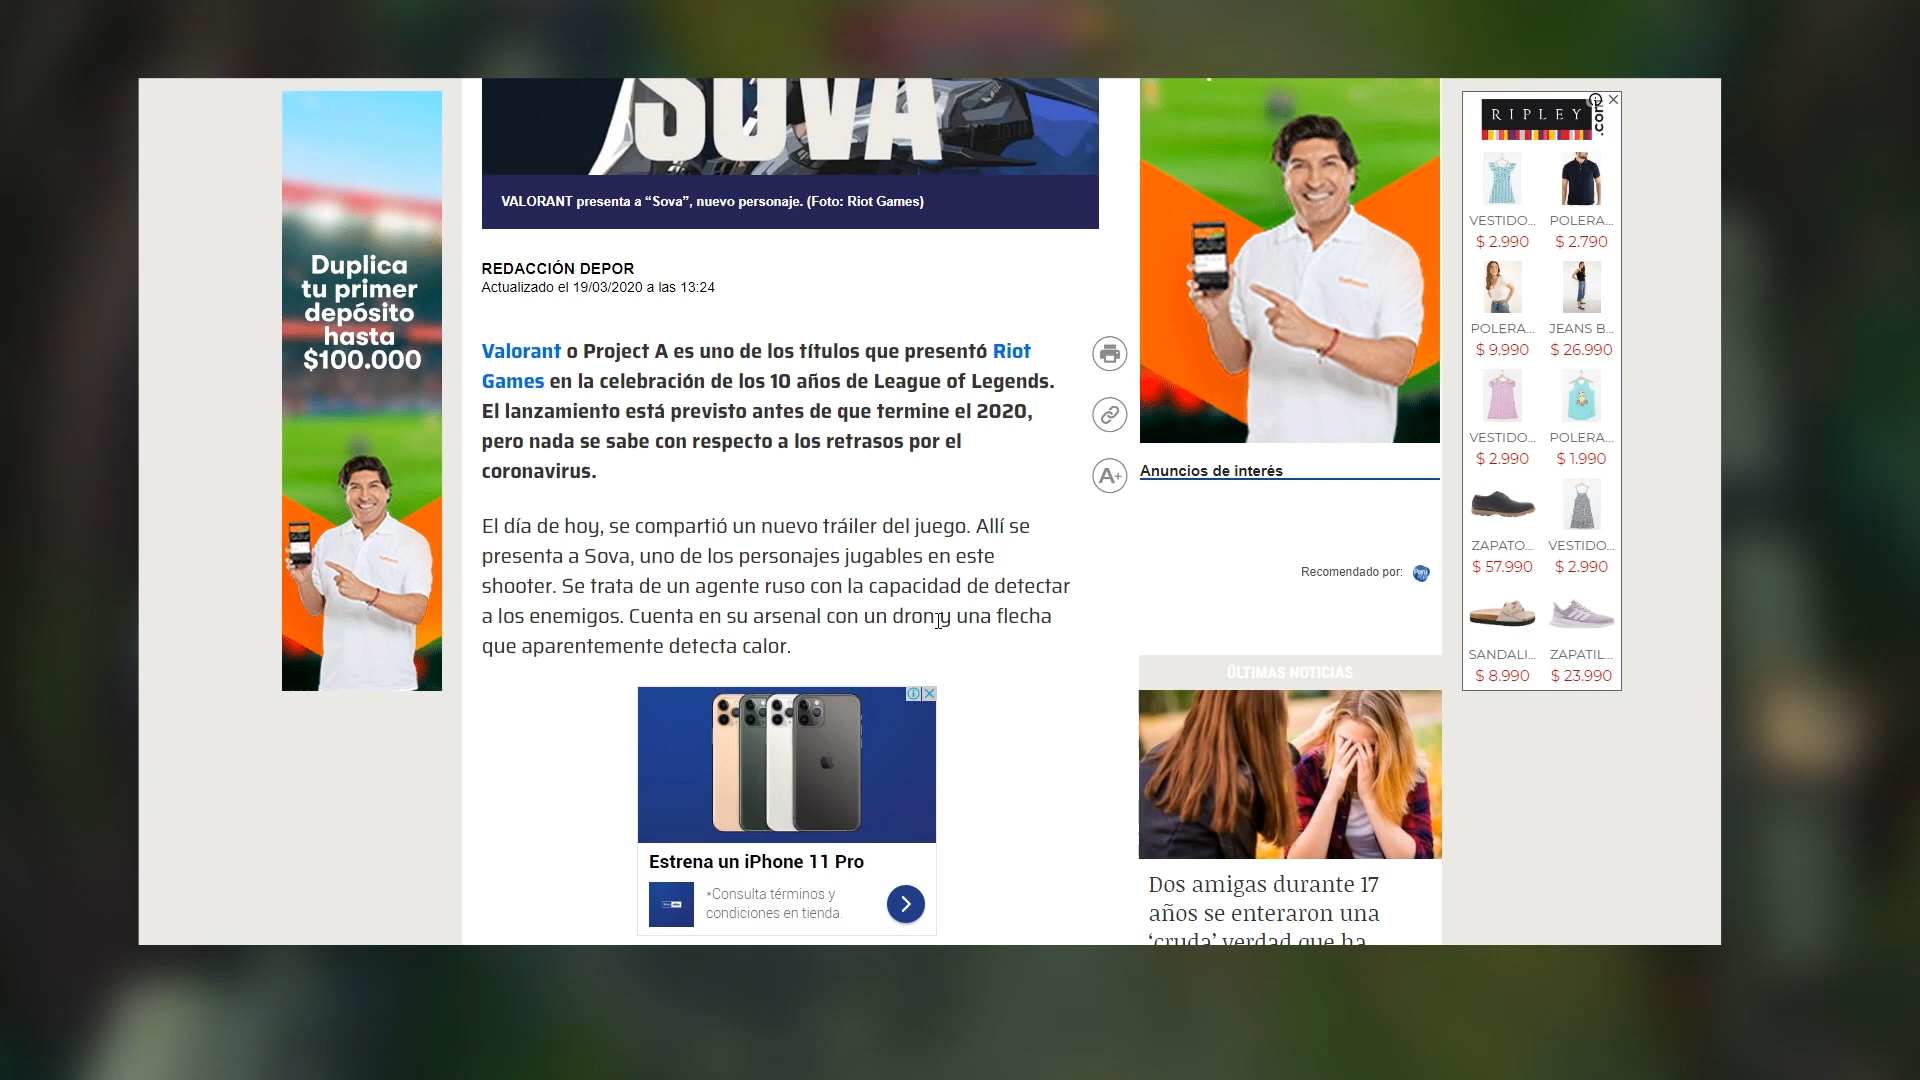 SOVA
VALORANT presenta a “Sova”, nuevo personaje. (Foto: Riot Games)
REDACCIÓN DEPOR
Actualizado el 19/03/2020 a las 13:24
Valorant o Project A es uno de los títulos que presentó Riot
Games en la celebración de los 10 años de League of Legends.
El lanzamiento está previsto antes de que termine el 2020,
pero nada se sabe con respecto a los retrasos por el
coronavirus.
El día de hoy, se compartió un nuevo tráiler del juego. Allí se
presenta a Sova, uno de los personajes jugables en este
shooter. Se trata de un agente ruso con la capacidad de detectar
a los enemigos. Cuenta en su arsenal con un dron y una flecha
que aparentemente detecta calor.
Estrena un iPhone 11 Pro
*Consulta términos y
condiciones en tienda.
Duplica
tu primer
depósito
hasta
$100.000
A+
Anuncios de interés
Recomendado por:
ÚLTIMAS NOTICIAS
Dos amigas durante 17
años se enteraron una
‘cruda’ verdad que ha
RIPLEY
.com
VESTIDO... POLERA...
$ 2.990 $ 2.790
POLERA... JEANS B...
$ 9.990 $ 26.990
VESTIDO... POLERA...
$ 2.990 $ 1.990
ZAPATO... VESTIDO...
$ 57.990 $ 2.990
SANDALI... ZAPATIL...
$ 8.990 $ 23.990